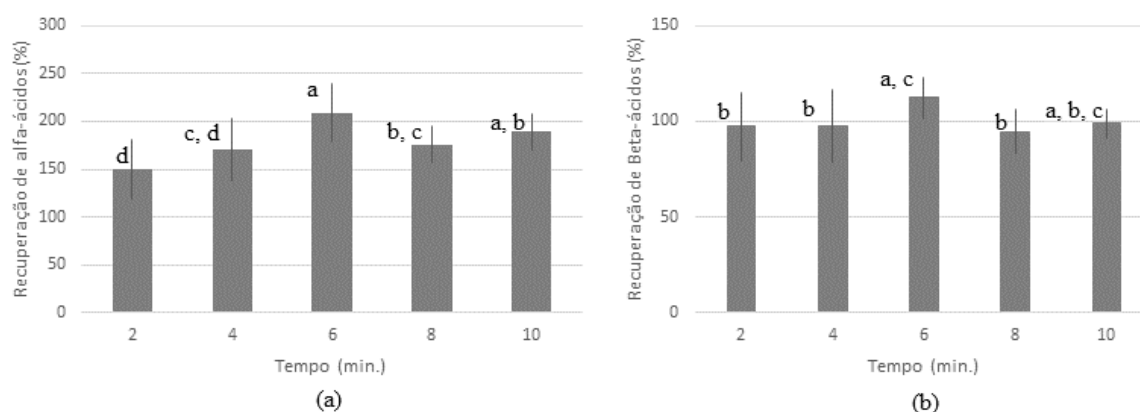 Recuperação de alfa-ácidos (%)
300
250
200
150
100
50
0
d
c, d
a
b, c
a, b
2 4 6 8 10
Tempo (min.)
(a)
Recuperação de Beta-ácidos (%)
150
100
50
0
b
b
a, c
b
a, b, c
2 4 6 8 10
Tempo (min.)
(b)